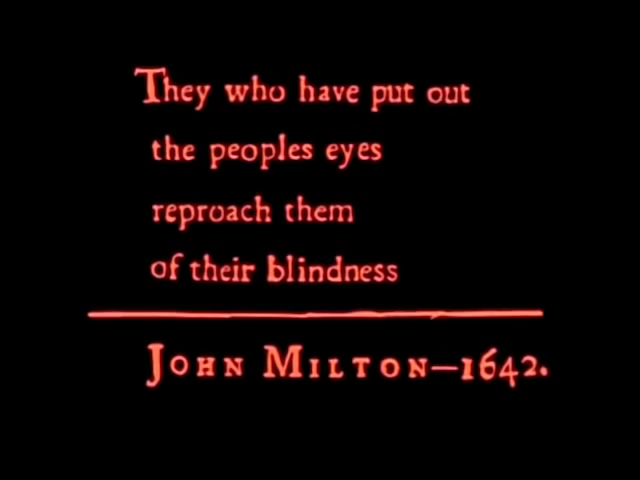 They who have put out
the peoples eyes
reproach them
of their blindness
JOHN MILTON—1642.